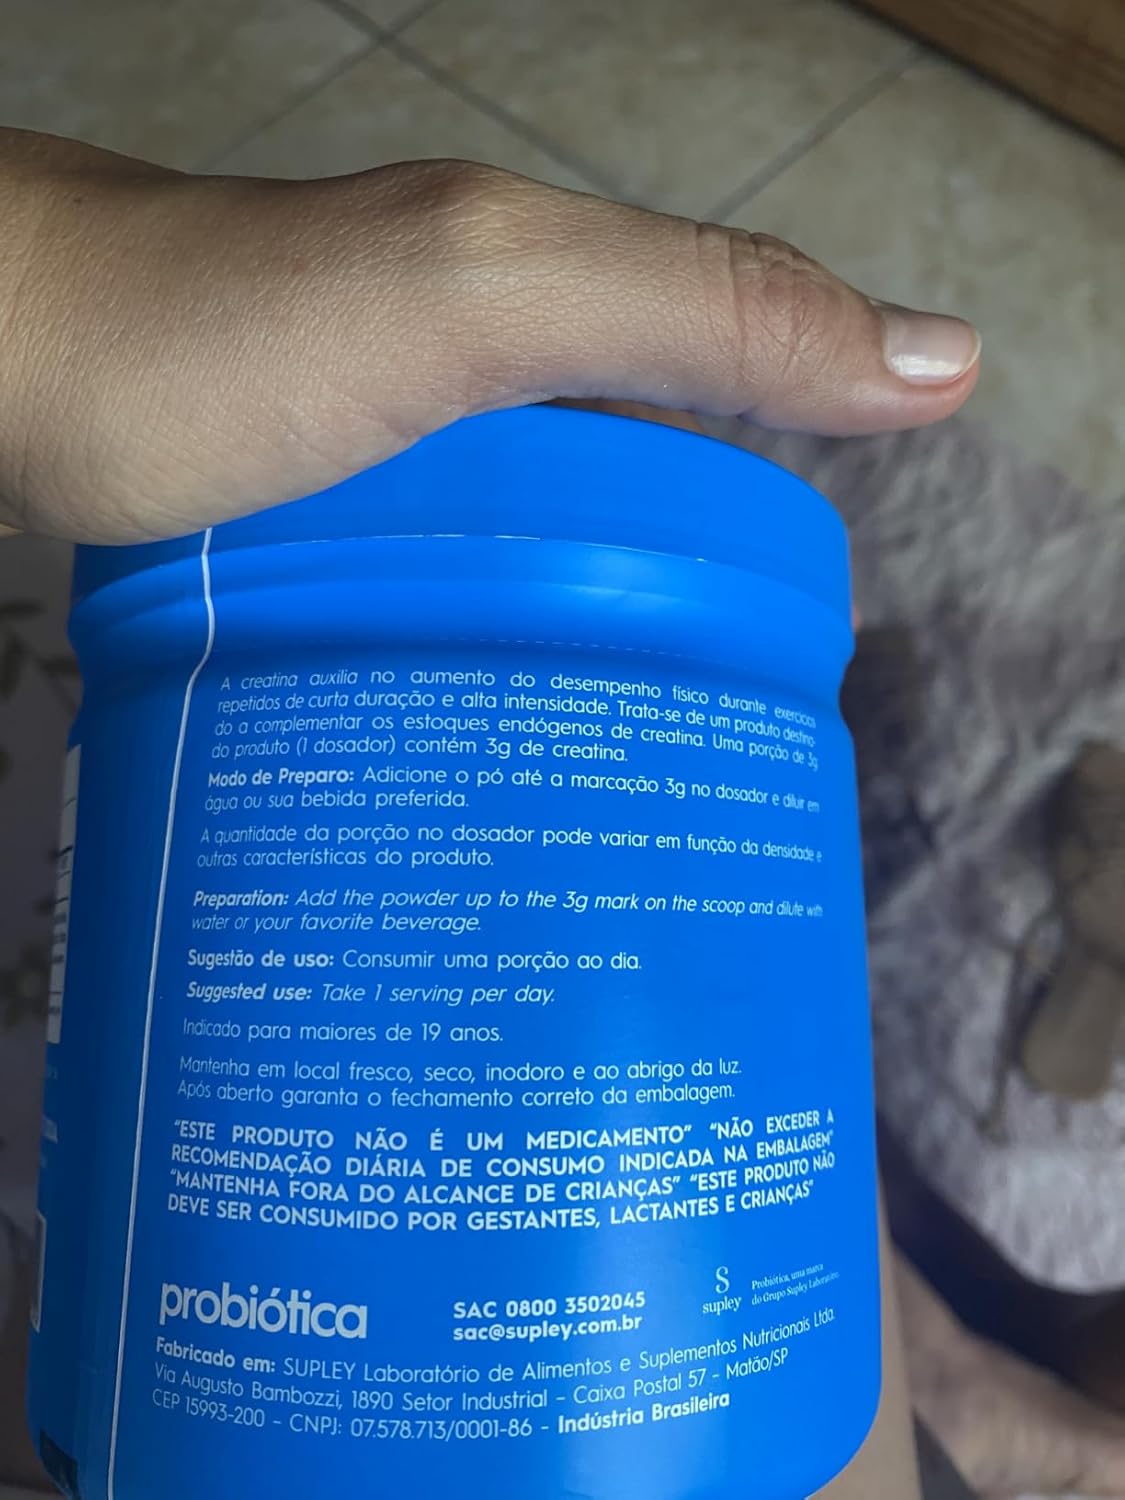 A creatina auxilia no aumento do desempenho físico durante exercícios
repetidos de curta duração e alta intensidade. Trata-se de um produto destina-
do a complementar os estoques endógenos de creatina. Uma porção de 3g
do produto (1 dosador) contém 3g de creatina.
Modo de Preparo: Adicione o pó até a marcação 3g no dosador e diluir em
água ou sua bebida preferida.
A quantidade da porção no dosador pode variar em função da densidade e
outras características do produto.
Preparation: Add the powder up to the 3g mark on the scoop and dilute with
water or your favorite beverage.
Sugestão de uso: Consumir uma porção ao dia.
Suggested use: Take 1 serving per day.
Indicado para maiores de 19 anos.
Mantenha em local fresco, seco, inodoro e ao abrigo da luz.
Após aberto garanta o fechamento correto da embalagem.
"ESTE PRODUTO NÃO É UM MEDICAMENTO" "NÃO EXCEDER A
RECOMENDAÇÃO DIÁRIA DE CONSUMO INDICADA NA EMBALAGEM"
"MANTENHA FORA DO ALCANCE DE CRIANÇAS" "ESTE PRODUTO NÃO
DEVE SER CONSUMIDO POR GESTANTES, LACTANTES E CRIANÇAS"
probiótica
SAC 0800 3502045
sac@supley.com.br
S
supley
Probiótica, uma marca
do Grupo Supley Laboratório
Fabricado em: SUPLEY Laboratório de Alimentos e Suplementos Nutricionais Ltda.
Via Augusto Bambozzi, 1890 Setor Industrial - Caixa Postal 57 - Matão/SP
CEP 15993-200 - CNPJ: 07.578.713/0001-86 - Indústria Brasileira